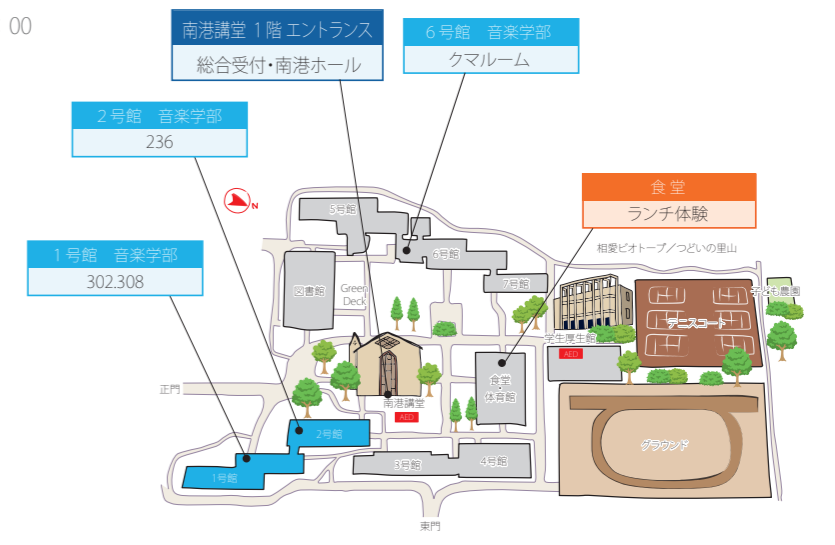 00
南港講堂 1階 エントランス
総合受付・南港ホール
6号館　音楽学部
クマルーム
2号館　音楽学部
236
食堂
ランチ体験
1号館　音楽学部
302.308
N
5号館
6号館
7号館
図書館
Green
Deck
相愛ビオトープ／つどいの里山
子ども農園
テニスコート
学生厚生館
AED
食堂
・
体育館
正門
南港講堂
AED
2号館
1号館
3号館
4号館
グラウンド
東門